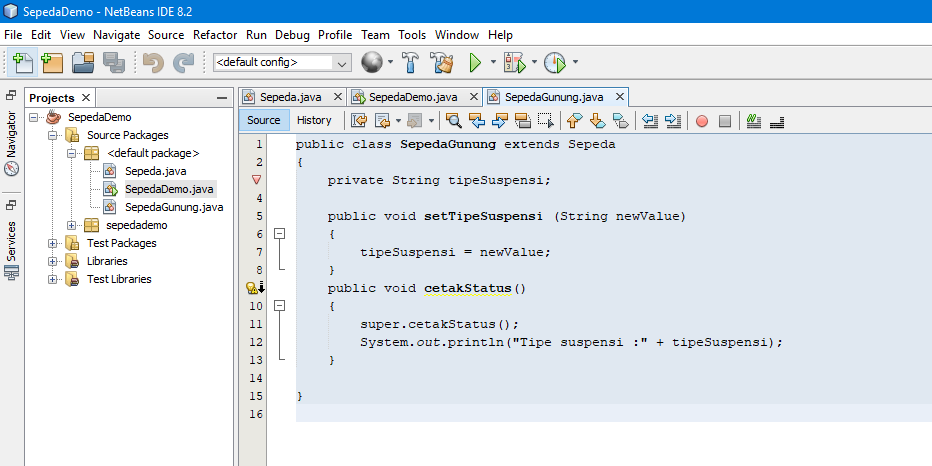 SepedaDemo - NetBeans IDE 8.2
File Edit View Navigate Source Refactor Run Debug Profile Team Tools Window Help
<default config>
Projects
Navigator
Services
SepedaDemo
Source Packages
<default package>
Sepeda.java
SepedaDemo.java
SepedaGunung.java
sepedademo
Test Packages
Libraries
Test Libraries
Sepeda.java SepedaDemo.java SepedaGunung.java
Source History
1 public class SepedaGunung extends Sepeda
2 {
private String tipeSuspensi;
4
5 public void setTipeSuspensi (String newValue)
6 {
7 tipeSuspensi = newValue;
8 }
public void cetakStatus()
10 {
11 super.cetakStatus();
12 System.out.println("Tipe suspensi :" + tipeSuspensi);
13 }
14
15 }
16